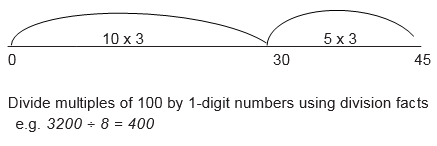 10 x 3 5 x 3
0 30 45
Divide multiples of 100 by 1-digit numbers using division facts
e.g. 3200 ÷ 8 = 400